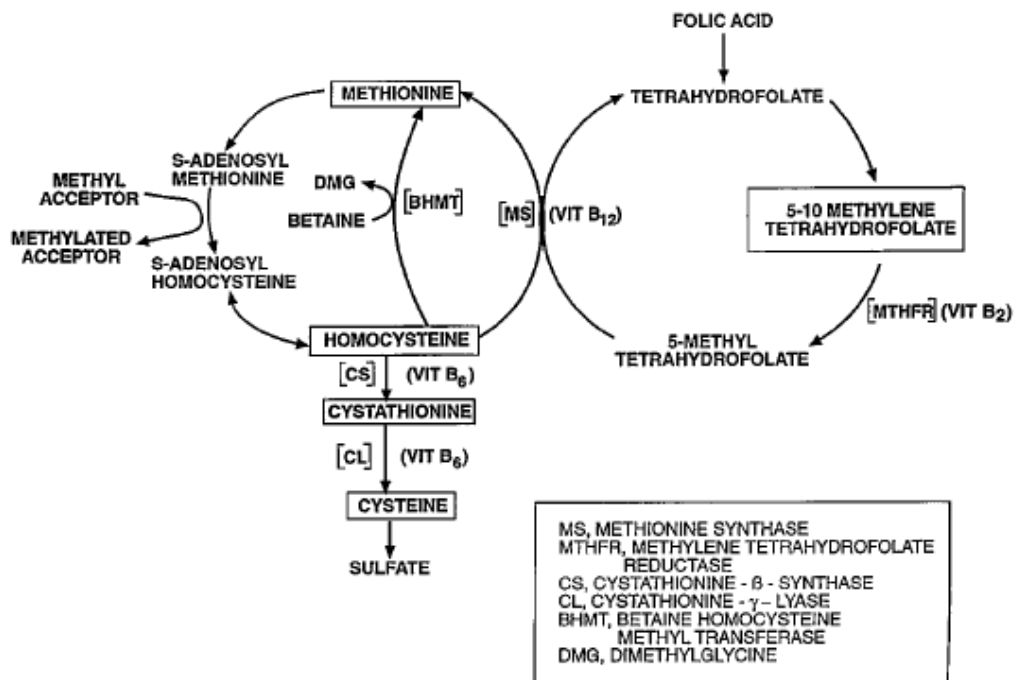 FOLIC ACID
METHIONINE
TETRAHYDROFOLATE
S-ADENOSYL
METHIONINE
METHYL
ACCEPTOR
DMG
[BHMT]
BETAINE
[MS] (VIT B12)
5-10 METHYLENE
TETRAHYDROFOLATE
METHYLATED
ACCEPTOR
S-ADENOSYL
HOMOCYSTEINE
[MTHFR] (VIT B2)
HOMOCYSTEINE
5-METHYL
TETRAHYDROFOLATE
[CS] (VIT B6)
CYSTATHIONINE
[CL] (VIT B6)
CYSTEINE
SULFATE
MS, METHIONINE SYNTHASE
MTHFR, METHYLENE TETRAHYDROFOLATE
REDUCTASE
CS, CYSTATHIONINE - β - SYNTHASE
CL, CYSTATHIONINE - γ - LYASE
BHMT, BETAINE HOMOCYSTEINE
METHYL TRANSFERASE
DMG, DIMETHYLGLYCINE